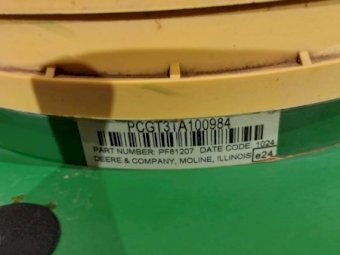 PCGT3TA100984
PART NUMBER: PF81207 DATE CODE 1024
DEERE & COMPANY, MOLINE, ILLINOIS e24